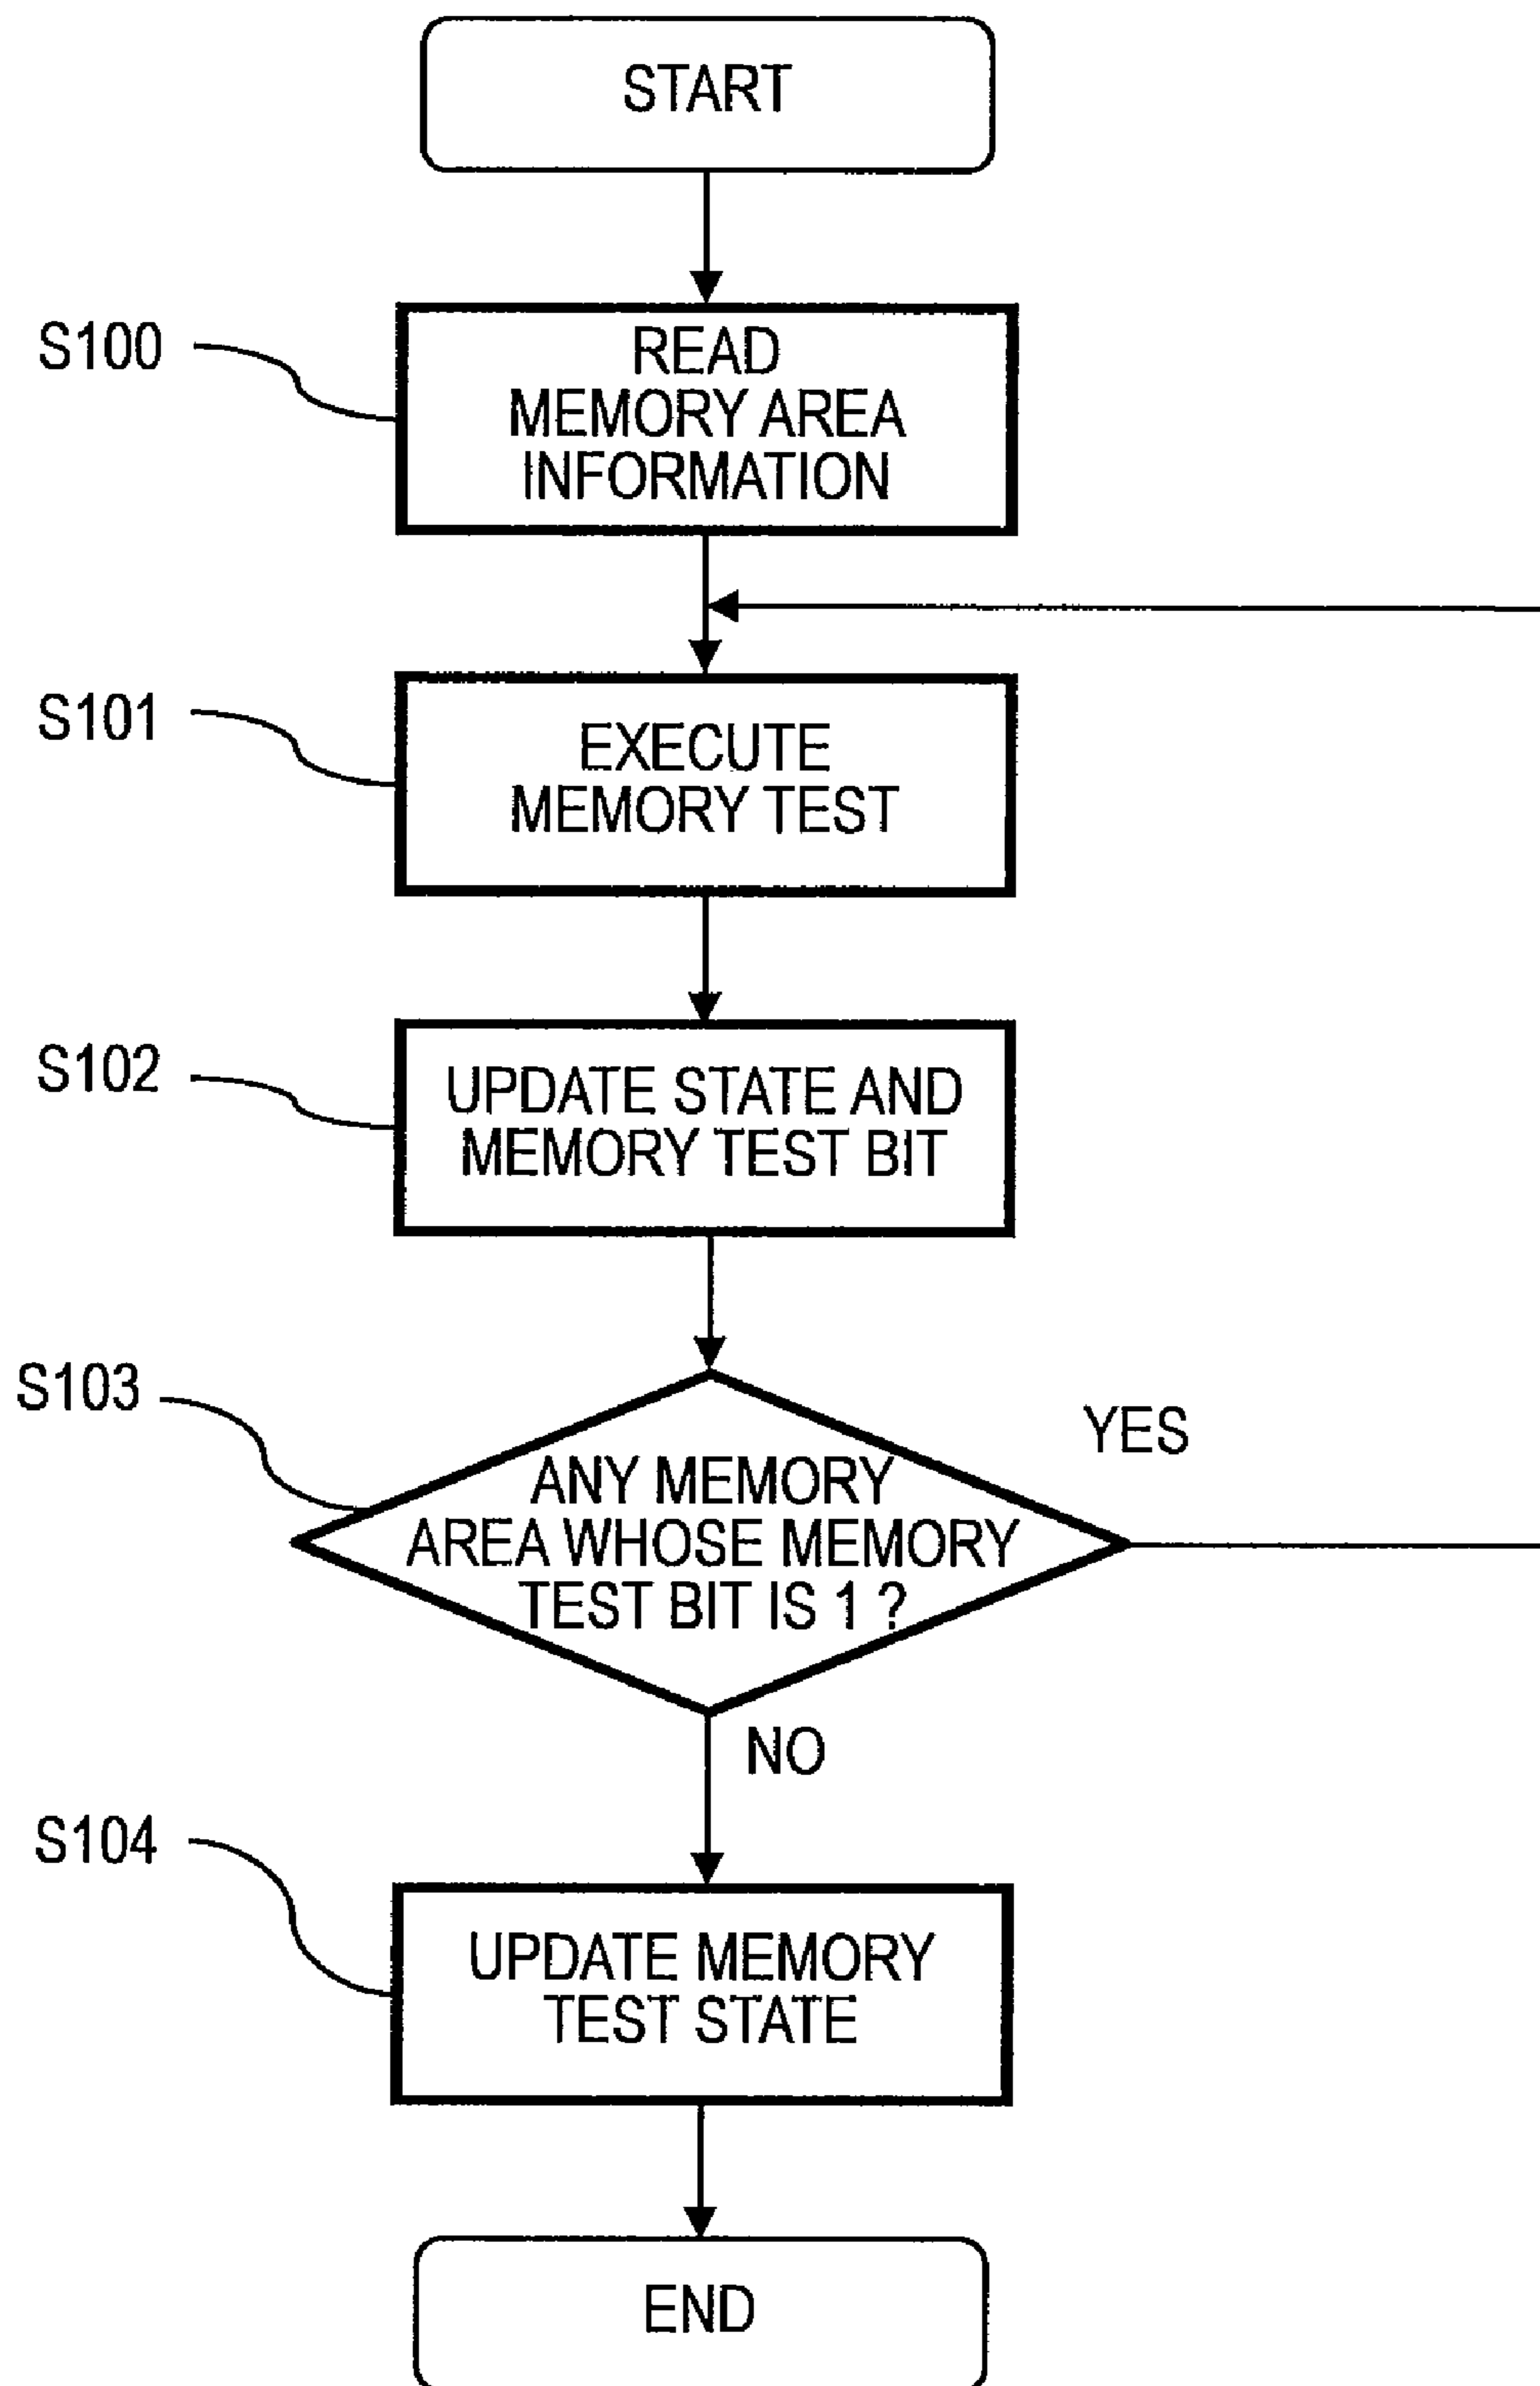 START
S100
READ
MEMORY AREA
INFORMATION
S101
EXECUTE
MEMORY TEST
S102
UPDATE STATE AND
MEMORY TEST BIT
S103
ANY MEMORY
AREA WHOSE MEMORY
TEST BIT IS 1 ?
YES
NO
S104
UPDATE MEMORY
TEST STATE
END